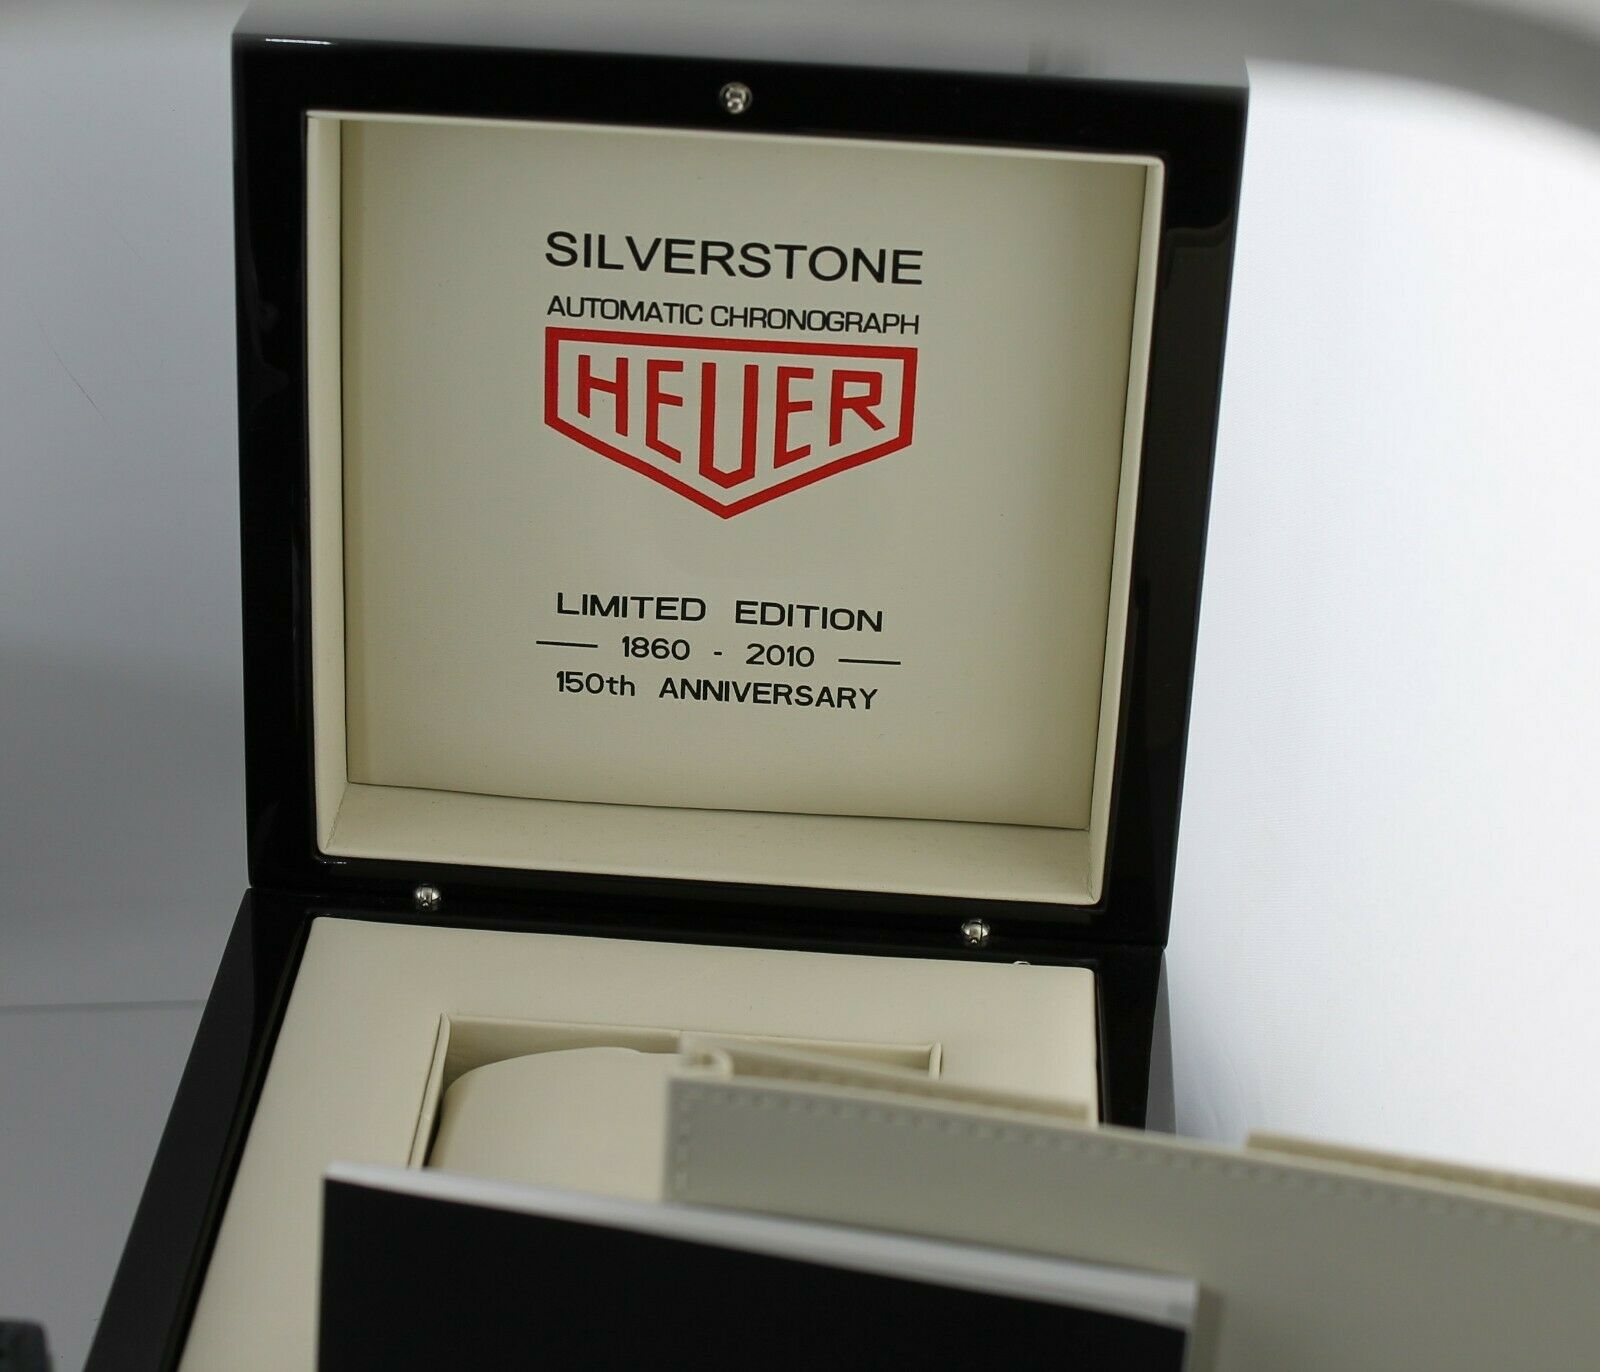 SILVERSTONE
AUTOMATIC CHRONOGRAPH
HEUER
LIMITED EDITION
1860 - 2010
150th ANNIVERSARY